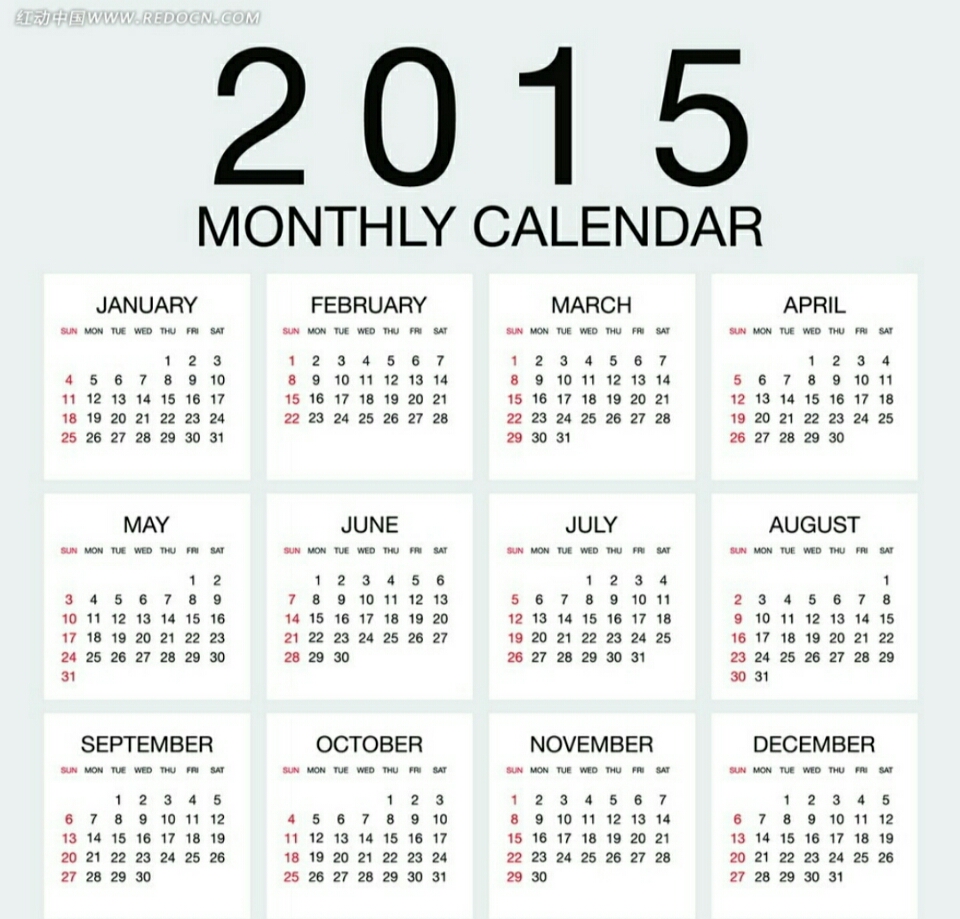 红动中国WWW.REDOCN.COM
2015
MONTHLY CALENDAR
JANUARY
SUN MON TUE WED THU FRI SAT
1 2 3
4 5 6 7 8 9 10
11 12 13 14 15 16 17
18 19 20 21 22 23 24
25 26 27 28 29 30 31
FEBRUARY
SUN MON TUE WED THU FRI SAT
1 2 3 4 5 6 7
8 9 10 11 12 13 14
15 16 17 18 19 20 21
22 23 24 25 26 27 28
MARCH
SUN MON TUE WED THU FRI SAT
1 2 3 4 5 6 7
8 9 10 11 12 13 14
15 16 17 18 19 20 21
22 23 24 25 26 27 28
29 30 31
APRIL
SUN MON TUE WED THU FRI SAT
1 2 3 4
5 6 7 8 9 10 11
12 13 14 15 16 17 18
19 20 21 22 23 24 25
26 27 28 29 30
MAY
SUN MON TUE WED THU FRI SAT
1 2
3 4 5 6 7 8 9
10 11 12 13 14 15 16
17 18 19 20 21 22 23
24 25 26 27 28 29 30
31
JUNE
SUN MON TUE WED THU FRI SAT
1 2 3 4 5 6
7 8 9 10 11 12 13
14 15 16 17 18 19 20
21 22 23 24 25 26 27
28 29 30
JULY
SUN MON TUE WED THU FRI SAT
1 2 3 4
5 6 7 8 9 10 11
12 13 14 15 16 17 18
19 20 21 22 23 24 25
26 27 28 29 30 31
AUGUST
SUN MON TUE WED THU FRI SAT
1
2 3 4 5 6 7 8
9 10 11 12 13 14 15
16 17 18 19 20 21 22
23 24 25 26 27 28 29
30 31
SEPTEMBER
SUN MON TUE WED THU FRI SAT
1 2 3 4 5
6 7 8 9 10 11 12
13 14 15 16 17 18 19
20 21 22 23 24 25 26
27 28 29 30
OCTOBER
SUN MON TUE WED THU FRI SAT
1 2 3
4 5 6 7 8 9 10
11 12 13 14 15 16 17
18 19 20 21 22 23 24
25 26 27 28 29 30 31
NOVEMBER
SUN MON TUE WED THU FRI SAT
1 2 3 4 5 6 7
8 9 10 11 12 13 14
15 16 17 18 19 20 21
22 23 24 25 26 27 28
29 30
DECEMBER
SUN MON TUE WED THU FRI SAT
1 2 3 4 5
6 7 8 9 10 11 12
13 14 15 16 17 18 19
20 21 22 23 24 25 26
27 28 29 30 31